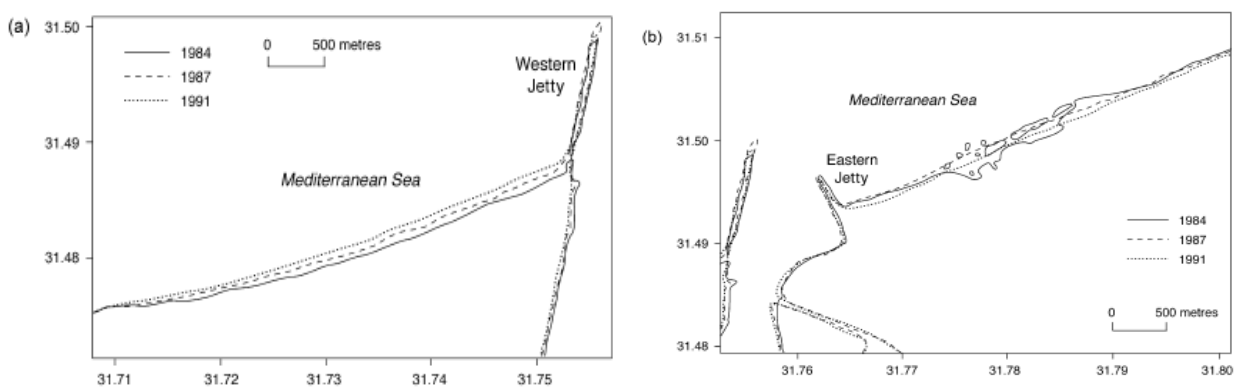 (a)
31.50
31.49
31.48
1984
1987
1991
0 500 metres
Western
Jetty
Mediterranean Sea
31.71 31.72 31.73 31.74 31.75
(b)
31.51
31.50
31.49
31.48
Mediterranean Sea
Eastern
Jetty
1984
1987
1991
0 500 metres
31.76 31.77 31.78 31.79 31.80